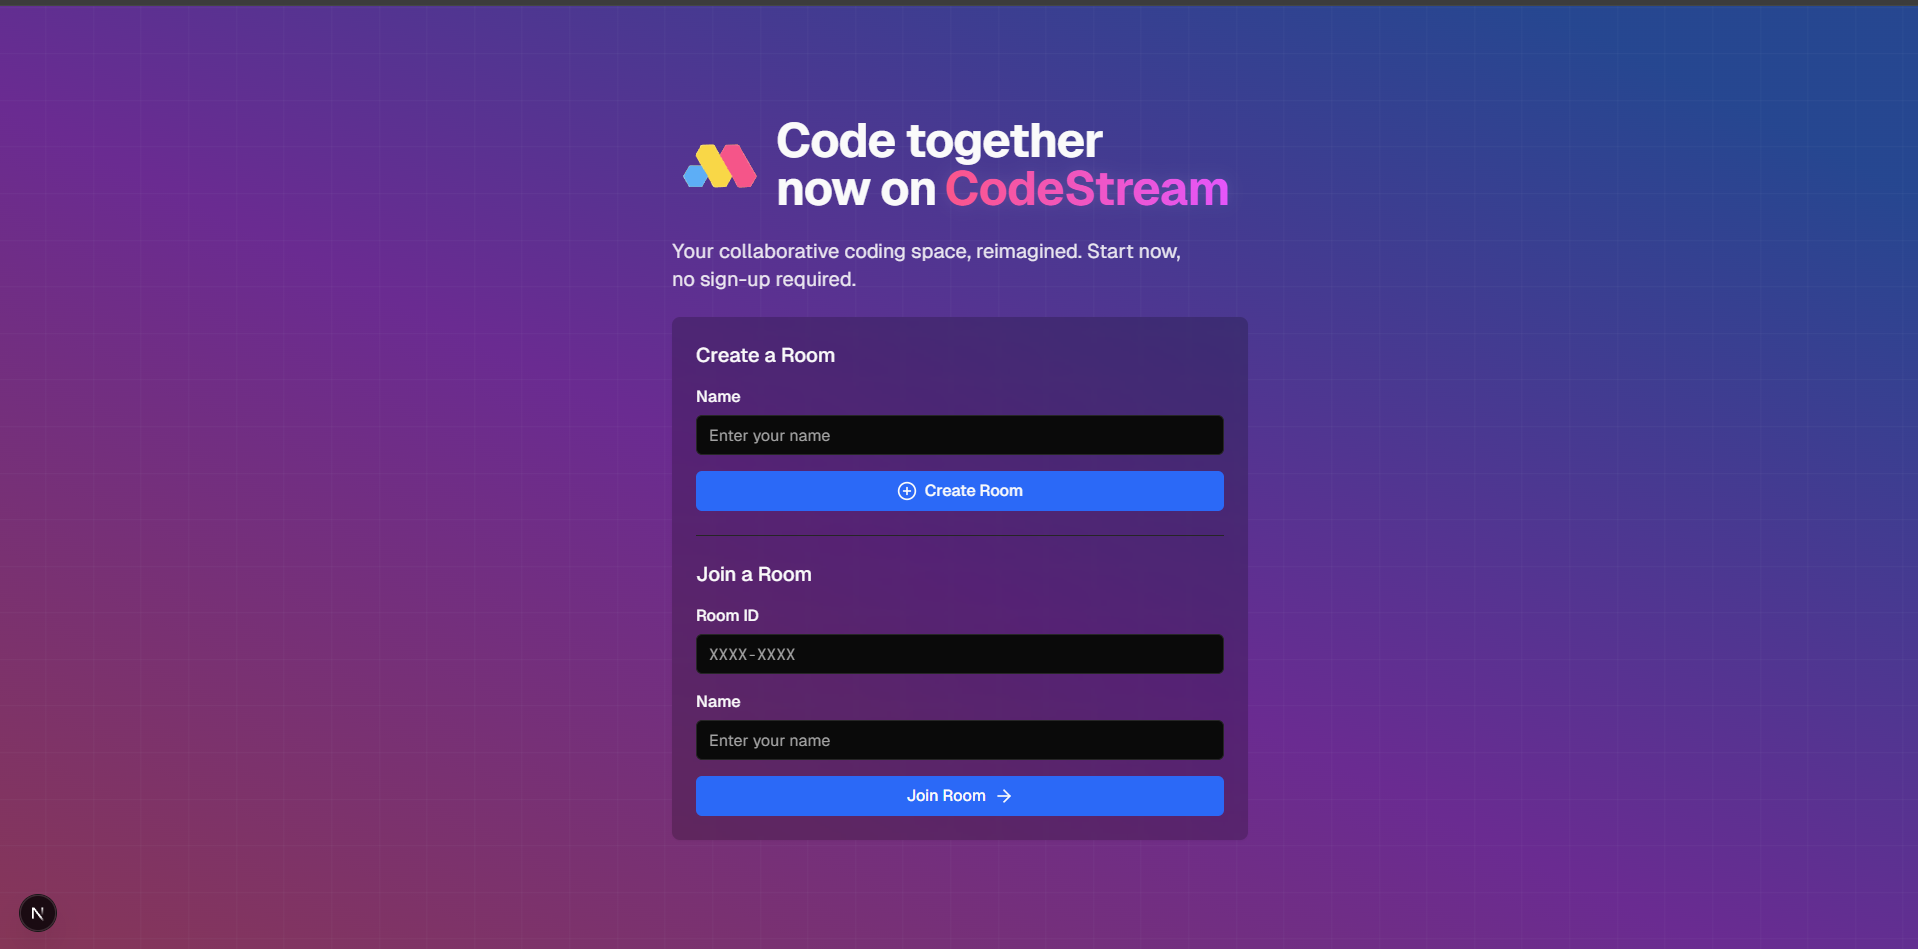 Code together
now on CodeStream
Your collaborative coding space, reimagined. Start now,
no sign-up required.
Create a Room
Name
Enter your name
Create Room
Join a Room
Room ID
XXXX-XXXX
Name
Enter your name
Join Room
N